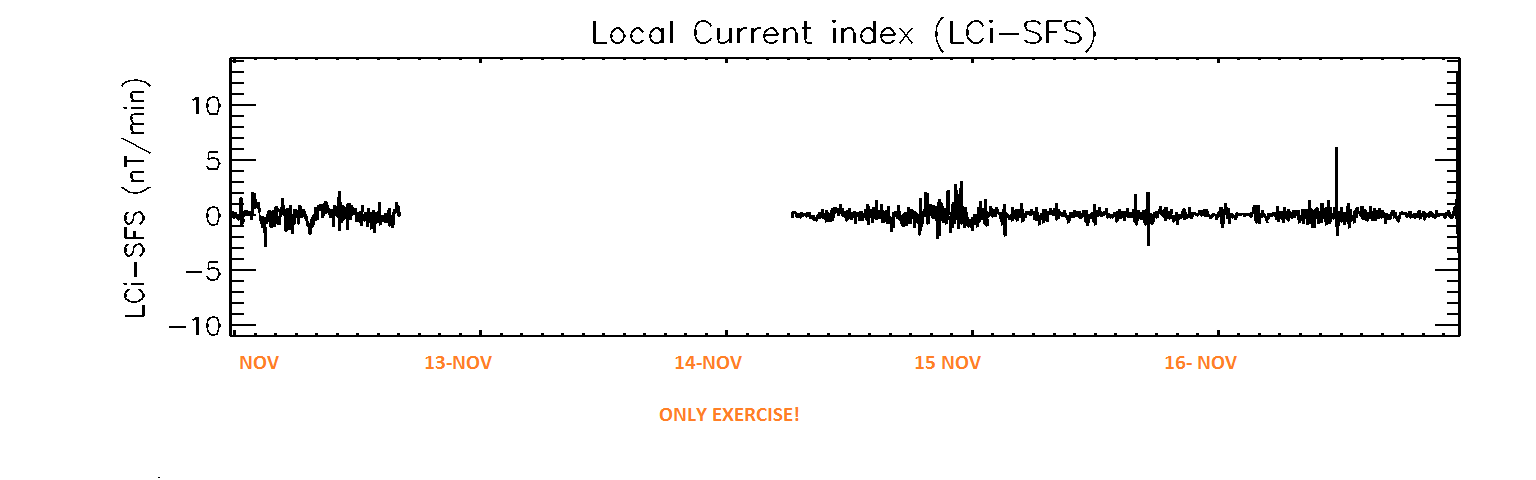 Local Current index (LCi-SFS)
LCi-SFS (nT/min)
10
5
0
-5
-10
NOV 13-NOV 14-NOV 15 NOV 16- NOV
ONLY EXERCISE!